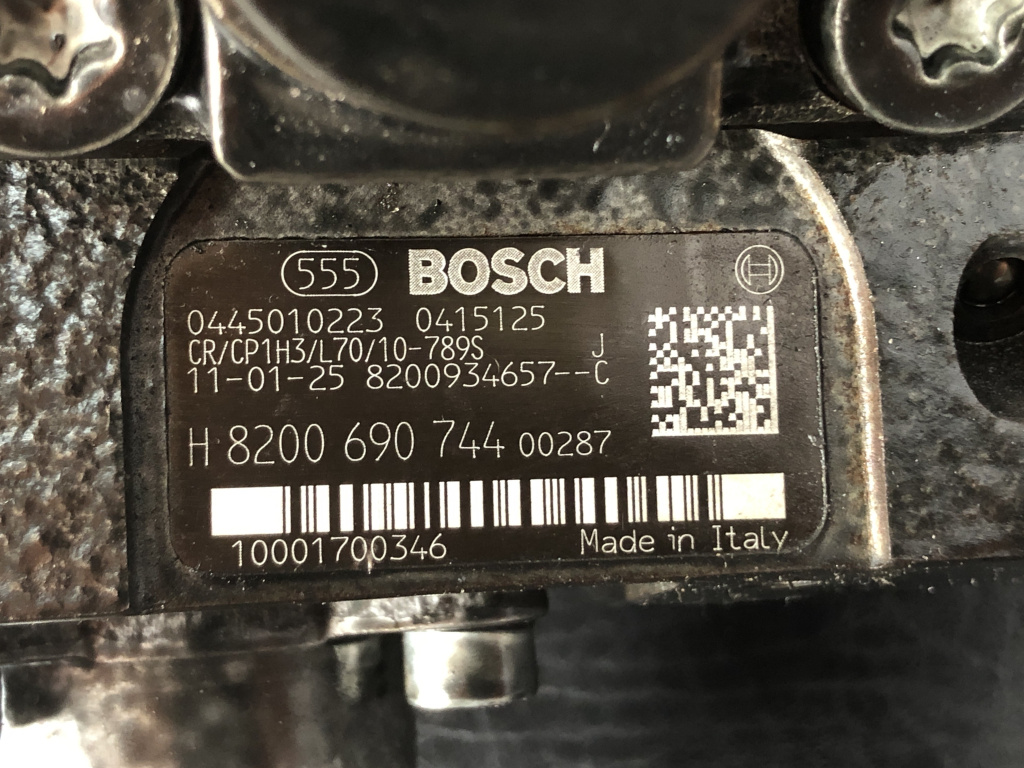 555 BOSCH
0445010223 0415125
CR/CP1H3/L70/10-789S J
11-01-25 8200934657--C
H 8200 690 744 00287
10001700346 Made in Italy